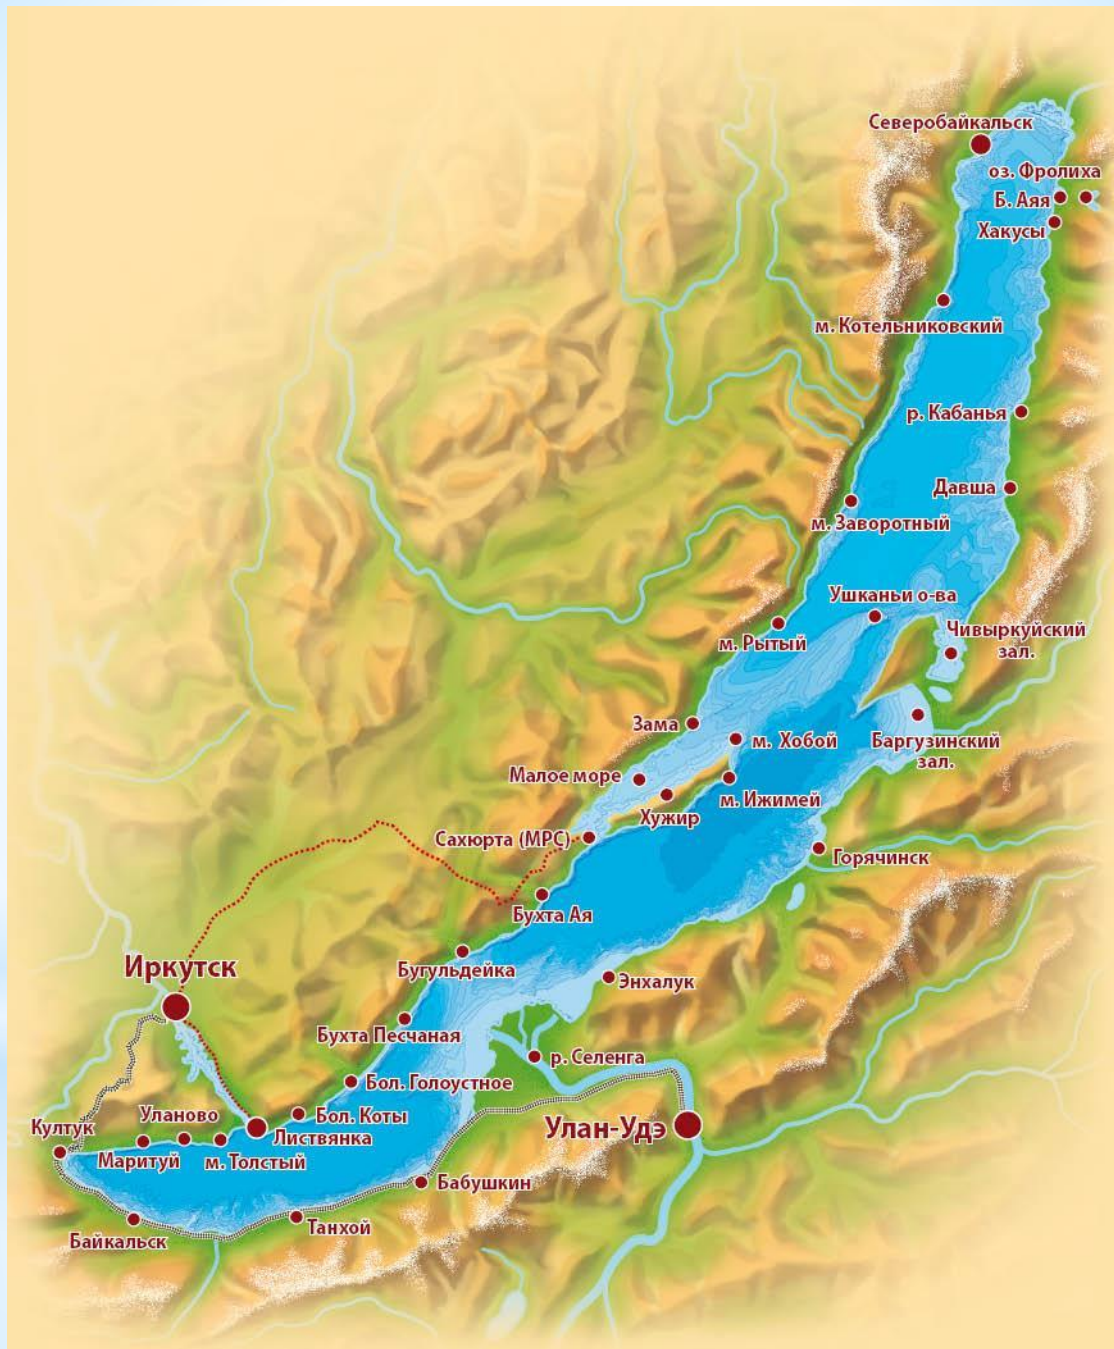 Северобайкальск
оз. Фролиха
Б. Аяя
Хакусы
м. Котельниковский
р. Кабанья
Давша
м. Заворотный
Ушканьи о-ва
Чивыркуйский
зал.
м. Рытый
Зама
м. Хобой
Баргузинский
зал.
Малое море
м. Ижимей
Хужир
Сахюрта (МРС)
Горячинск
Бухта Ая
Бугульдейка
Иркутск
Энхалук
Бухта Песчаная
р. Селенга
Бол. Голоустное
Уланово
Бол. Коты
Култук
Листвянка
Улан-Удэ
Маритуй
м. Толстый
Бабушкин
Танхой
Байкальск